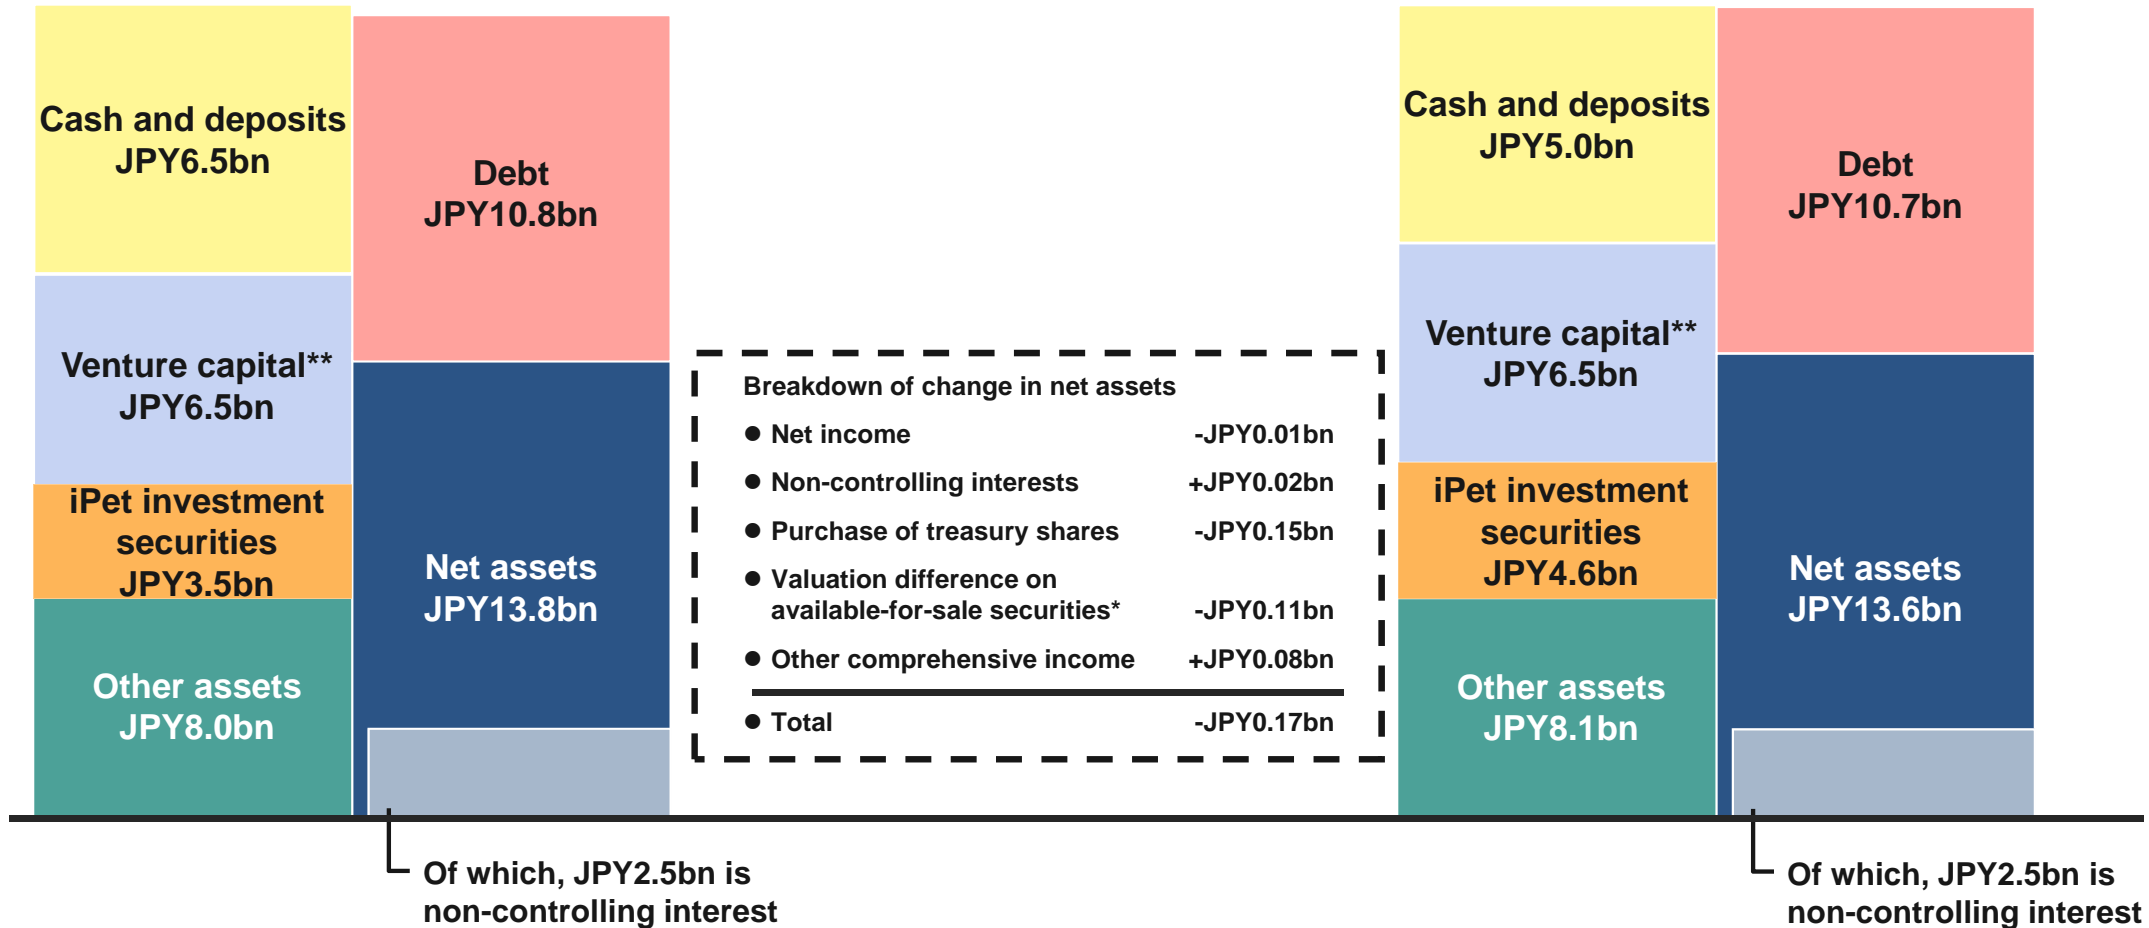 Cash and deposits
JPY6.5bn
Debt
JPY10.8bn
Venture capital**
JPY6.5bn
iPet investment
securities
JPY3.5bn
Net assets
JPY13.8bn
Other assets
JPY8.0bn
Of which, JPY2.5bn is
non-controlling interest
Breakdown of change in net assets
● Net income -JPY0.01bn
● Non-controlling interests +JPY0.02bn
● Purchase of treasury shares -JPY0.15bn
● Valuation difference on
available-for-sale securities* -JPY0.11bn
● Other comprehensive income +JPY0.08bn
● Total -JPY0.17bn
Cash and deposits
JPY5.0bn
Debt
JPY10.7bn
Venture capital**
JPY6.5bn
iPet investment
securities
JPY4.6bn
Net assets
JPY13.6bn
Other assets
JPY8.1bn
Of which, JPY2.5bn is
non-controlling interest